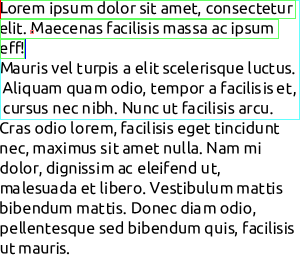 Lorem ipsum dolor sit amet, consectetur
elit. Maecenas facilisis massa ac ipsum
eff!
Mauris vel turpis a elit scelerisque luctus.
Aliquam quam odio, tempor a facilisis et,
cursus nec nibh. Nunc ut facilisis arcu.
Cras odio lorem, facilisis eget tincidunt
nec, maximus sit amet nulla. Nam mi
dolor, dignissim ac eleifend ut,
malesuada et libero. Vestibulum mattis
bibendum mattis. Donec diam odio,
pellentesque sed bibendum quis, facilisis
ut mauris.